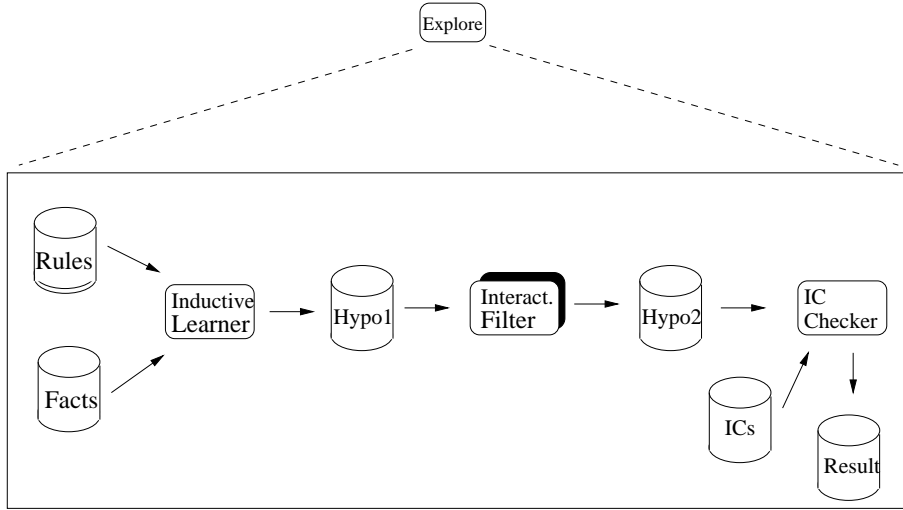 Explore
Rules
Inductive
Learner
Facts
Hypo1
Interact.
Filter
Hypo2
IC
Checker
ICs
Result